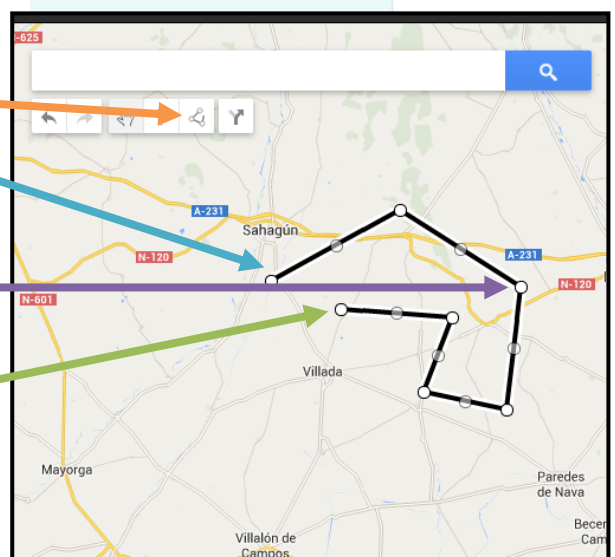 -625
A-231
Sahagún
N-120
A-231
N-120
N-601
Villada
Mayorga
Paredes
de Nava
Becer
Cam
Villalón de
Campos